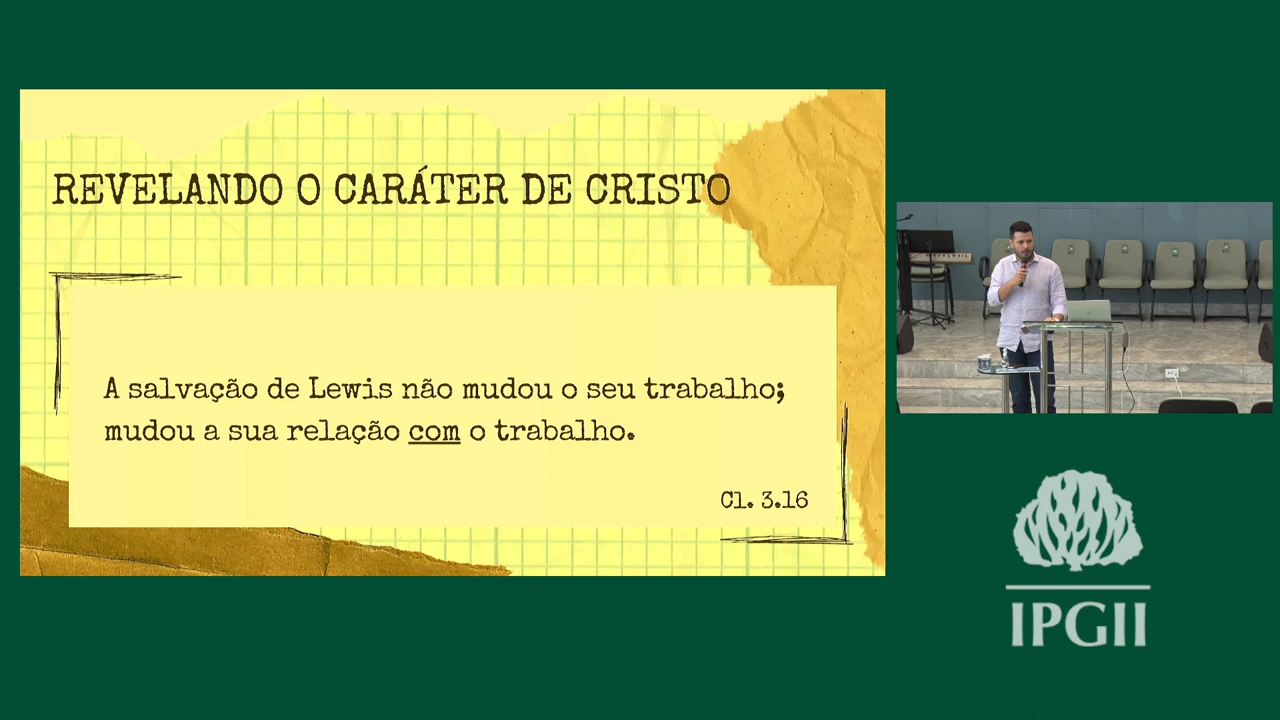 REVELANDO O CARÁTER DE CRISTO
A salvação de Lewis não mudou o seu trabalho;
mudou a sua relação com o trabalho.
Cl. 3.16
IPGII